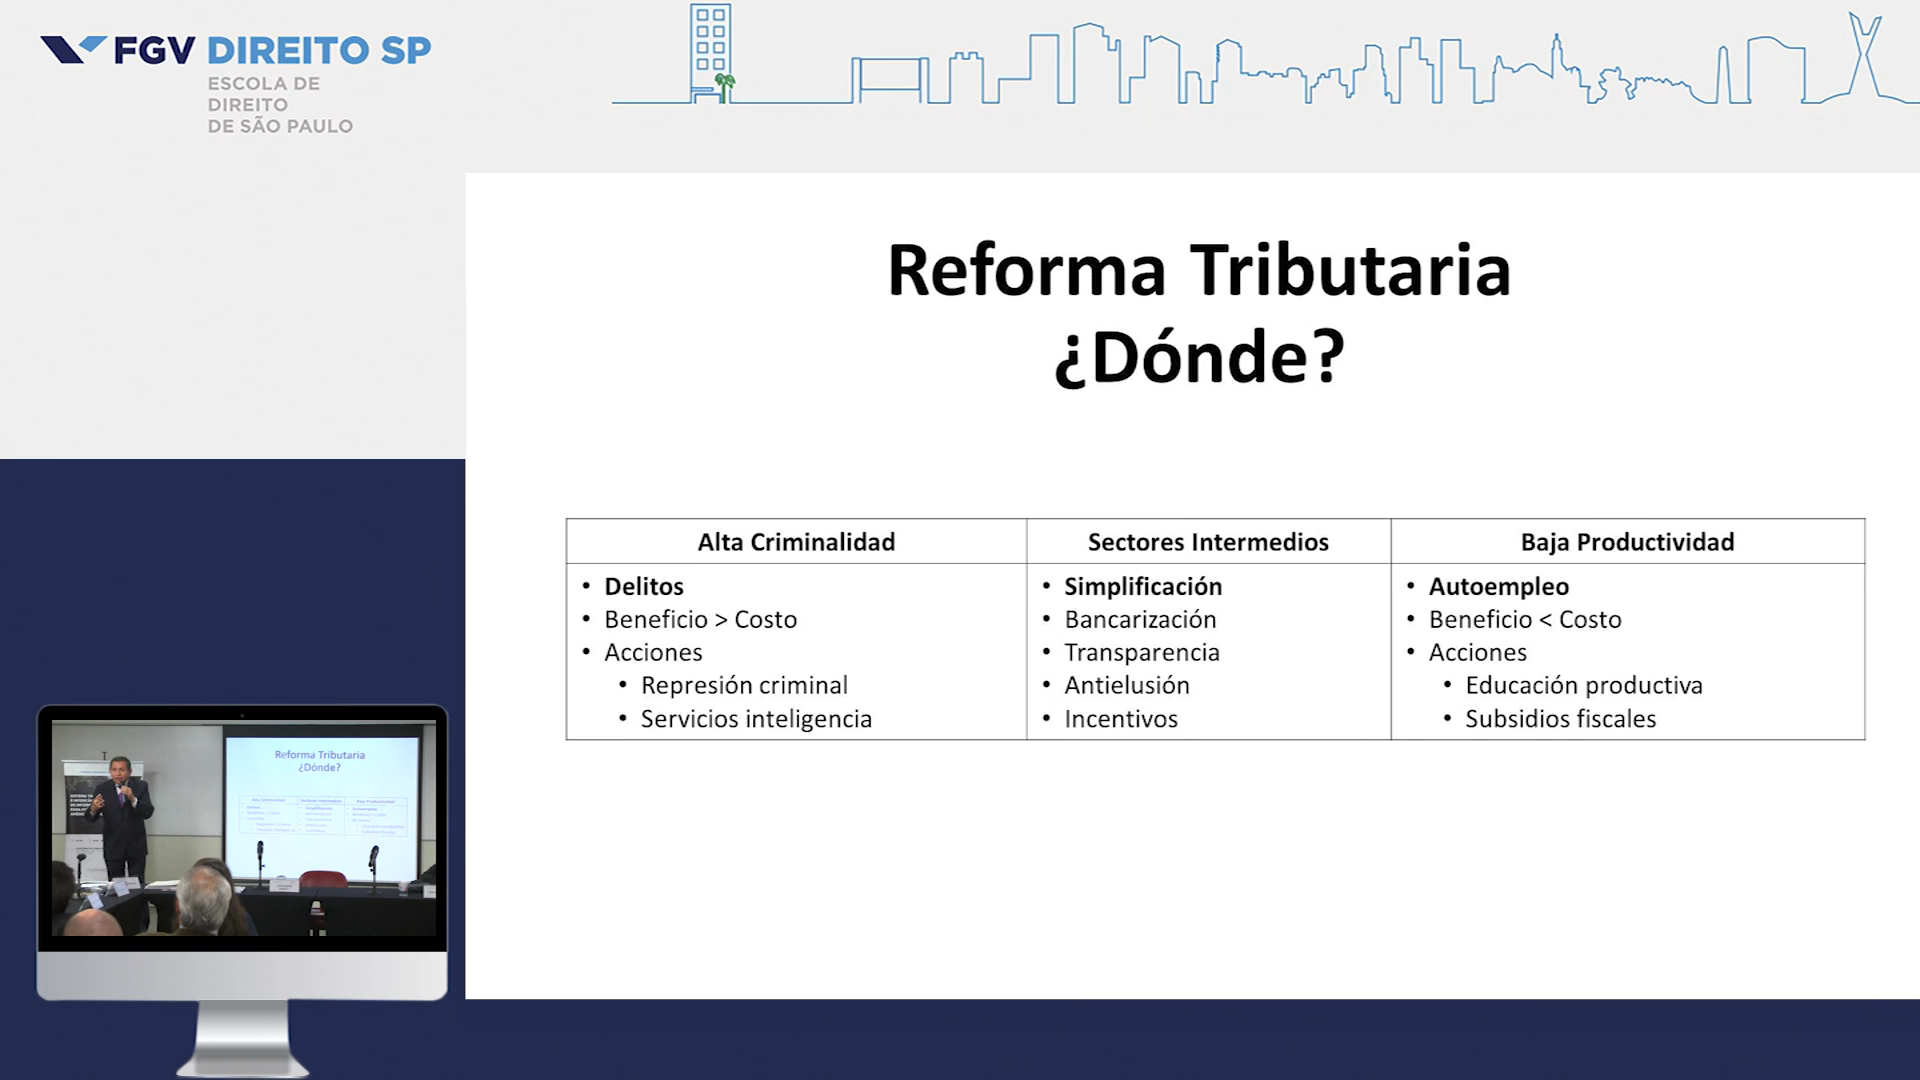 FGV DIREITO SP
ESCOLA DE
DIREITO
DE SÃO PAULO
Reforma Tributaria
¿Dónde?
Alta Criminalidad
• Delitos
• Beneficio > Costo
• Acciones
• Represión criminal
• Servicios inteligencia
Sectores Intermedios
• Simplificación
• Bancarización
• Transparencia
• Antielusión
• Incentivos
Baja Productividad
• Autoempleo
• Beneficio < Costo
• Acciones
• Educación productiva
• Subsidios fiscales
Reforma Tributaria
¿Dónde?